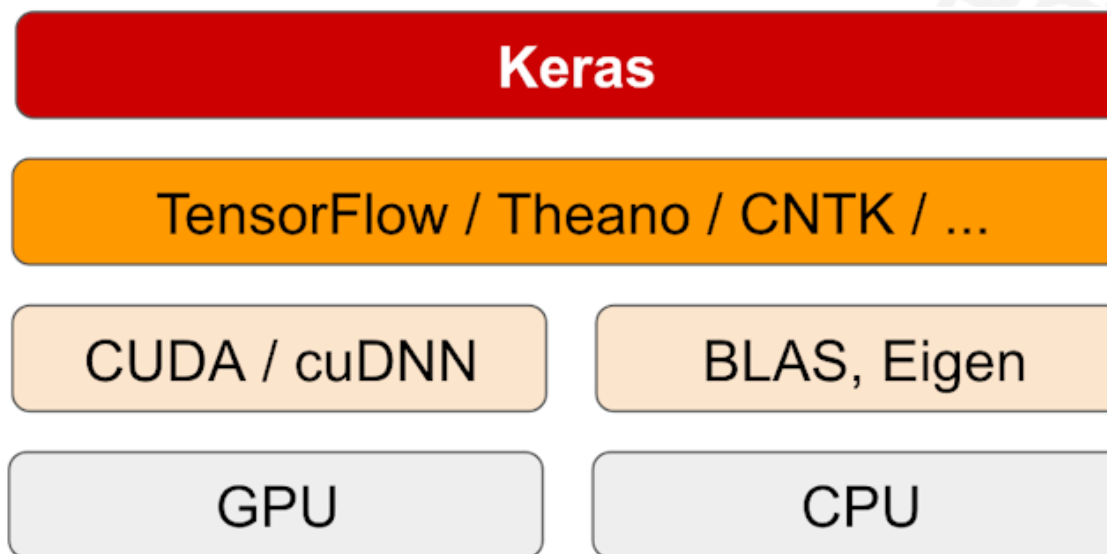 Keras
TensorFlow / Theano / CNTK / ...
CUDA / cuDNN
BLAS, Eigen
GPU
CPU